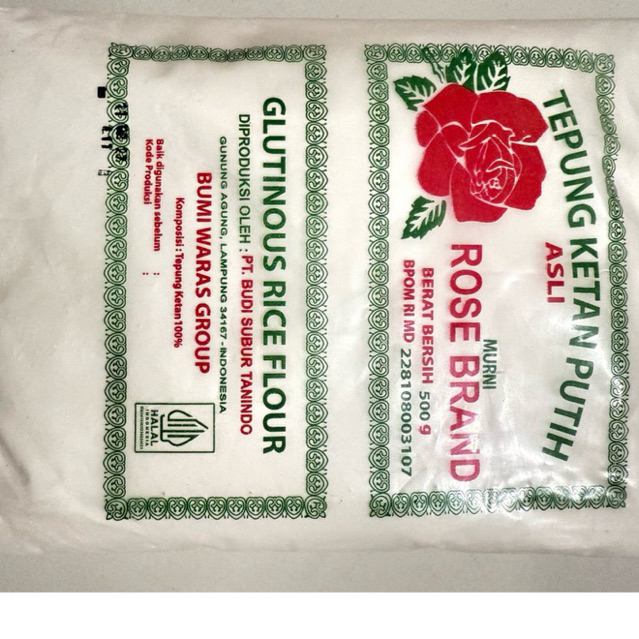 TEPUNG KETAN PUTIH
ASLI
MURNI
ROSE BRAND
BERAT BERSIH 500 g
BPOM RI MD 228108003107
GLUTINOUS RICE FLOUR
DIPRODUKSI OLEH : PT. BUDI SUBUR TANINDO
GUNUNG AGUNG, LAMPUNG 34167 - INDONESIA
BUMI WARAS GROUP
Komposisi : Tepung Ketan 100%
Baik digunakan sebelum :
Kode Produksi :
HALAL
INDONESIA